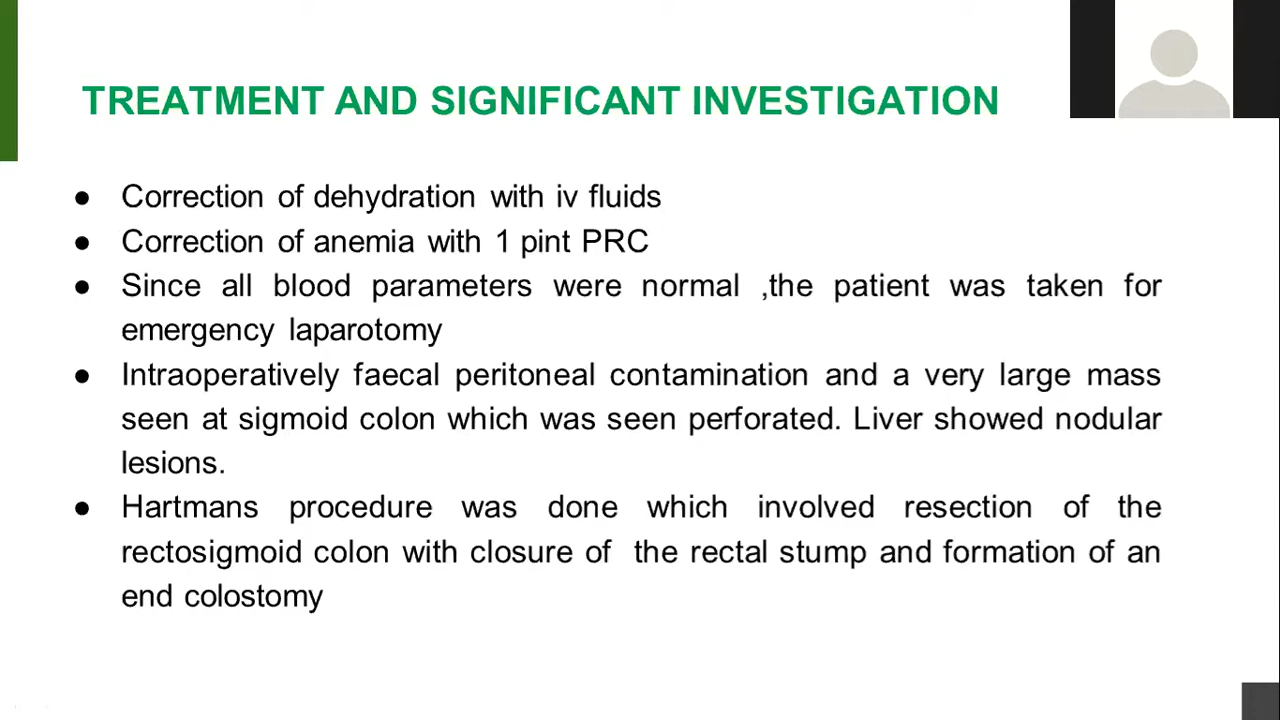 TREATMENT AND SIGNIFICANT INVESTIGATION
● Correction of dehydration with iv fluids
● Correction of anemia with 1 pint PRC
● Since all blood parameters were normal ,the patient was taken for
emergency laparotomy
● Intraoperatively faecal peritoneal contamination and a very large mass
seen at sigmoid colon which was seen perforated. Liver showed nodular
lesions.
● Hartmans procedure was done which involved resection of the
rectosigmoid colon with closure of the rectal stump and formation of an
end colostomy